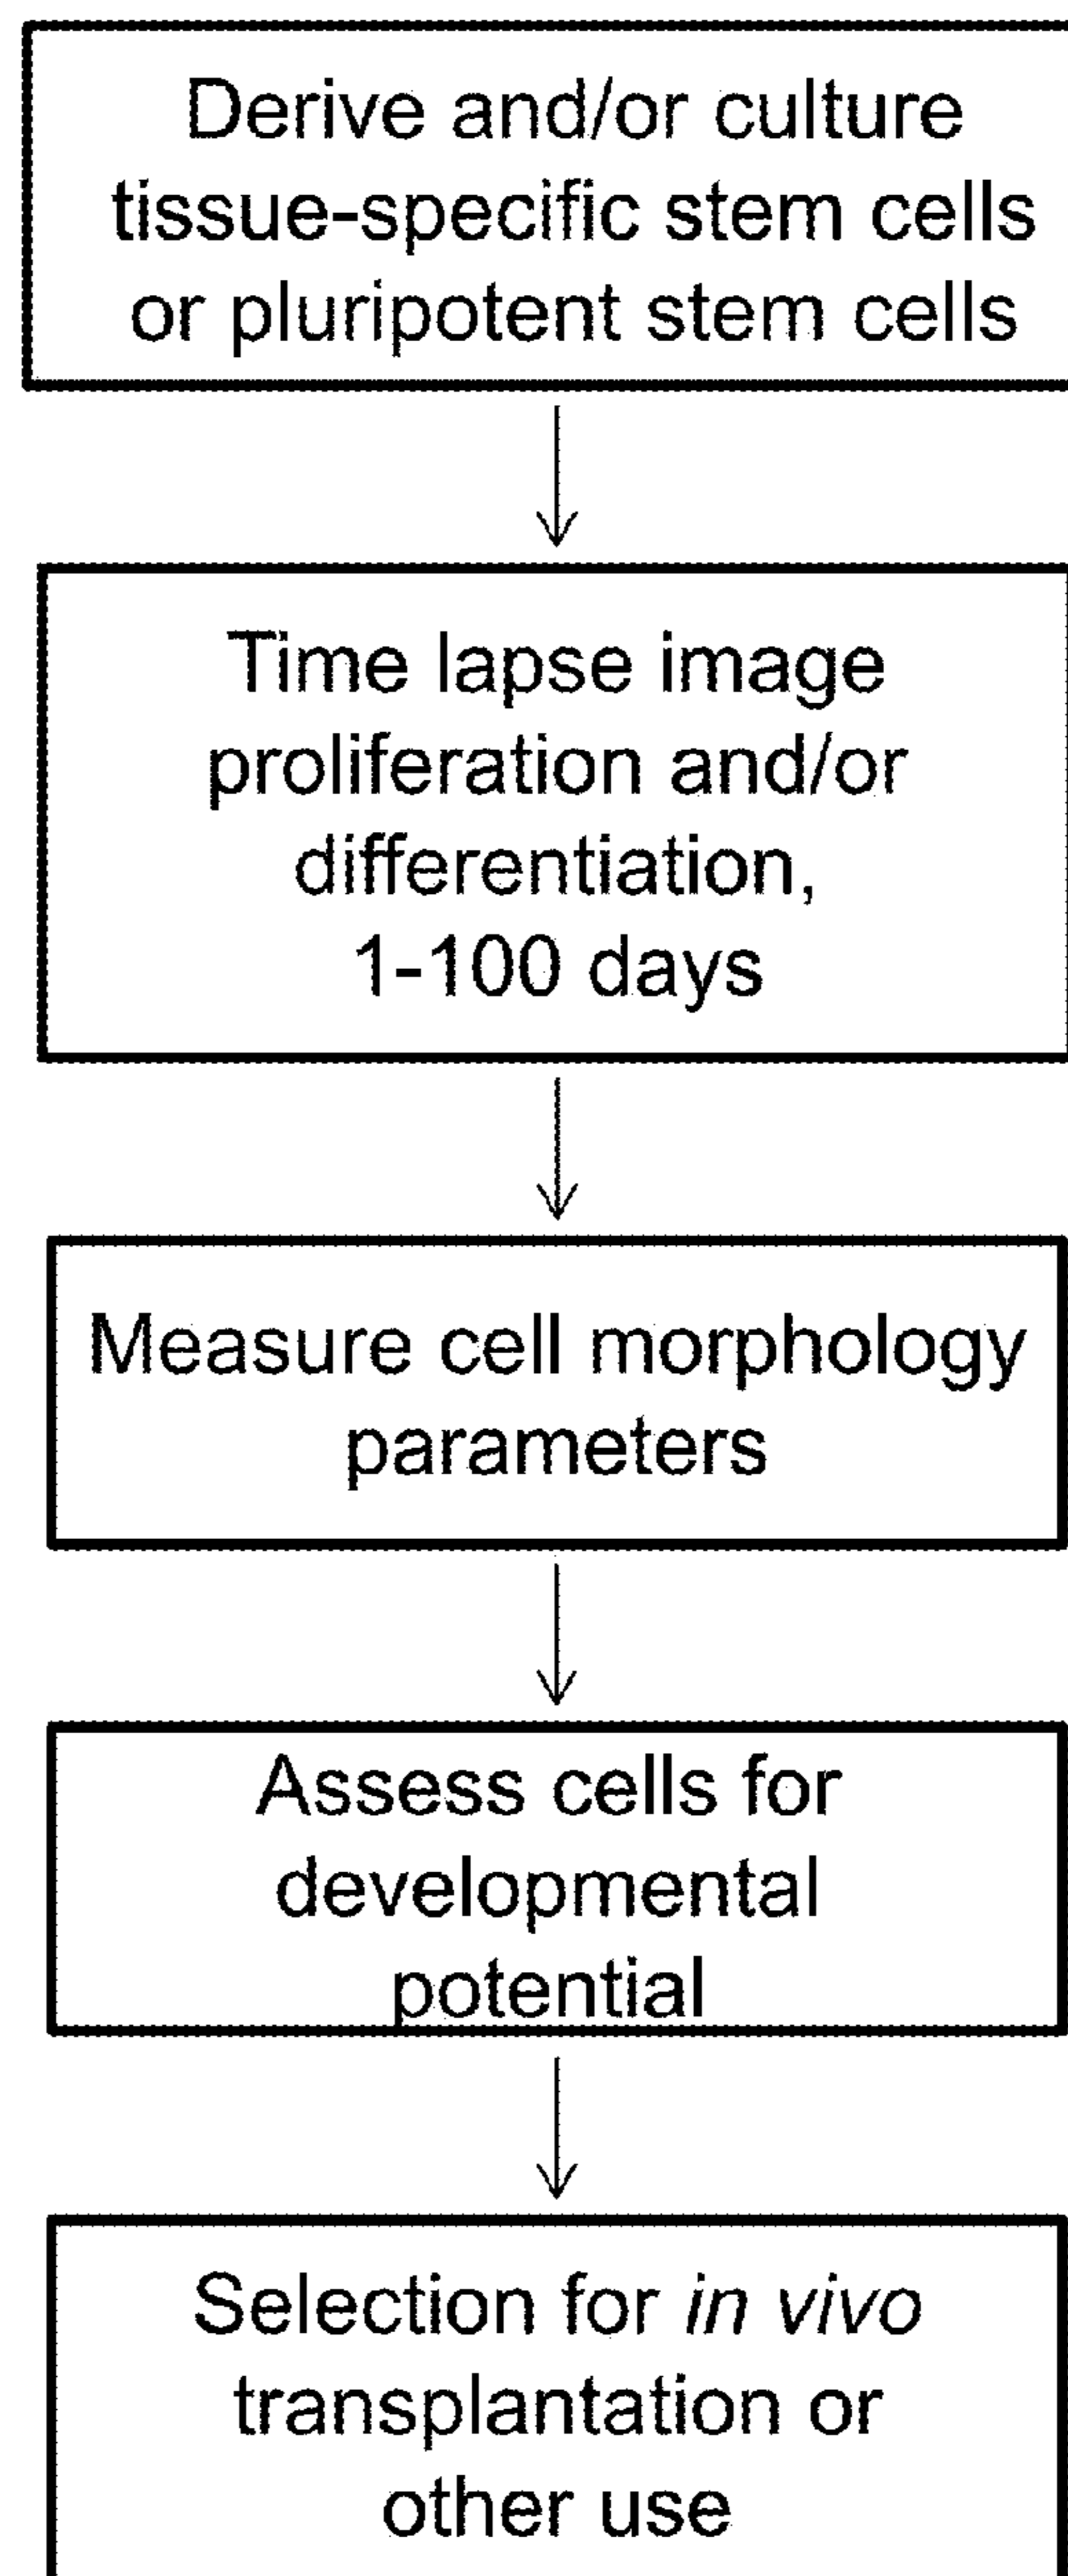 Derive and/or culture
tissue-specific stem cells
or pluripotent stem cells
Time lapse image
proliferation and/or
differentiation,
1-100 days
Measure cell morphology
parameters
Assess cells for
developmental
potential
Selection for in vivo
transplantation or
other use